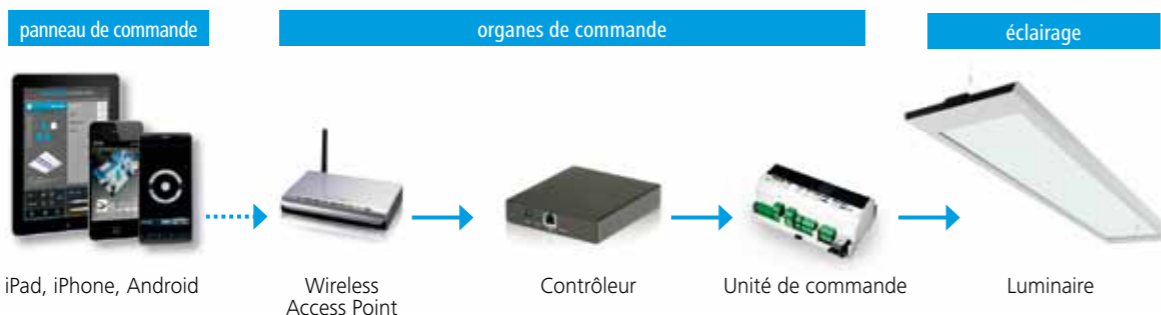 panneau de commande
organes de commande
éclairage
iPad, iPhone, Android
Wireless
Access Point
Contrôleur
Unité de commande
Luminaire